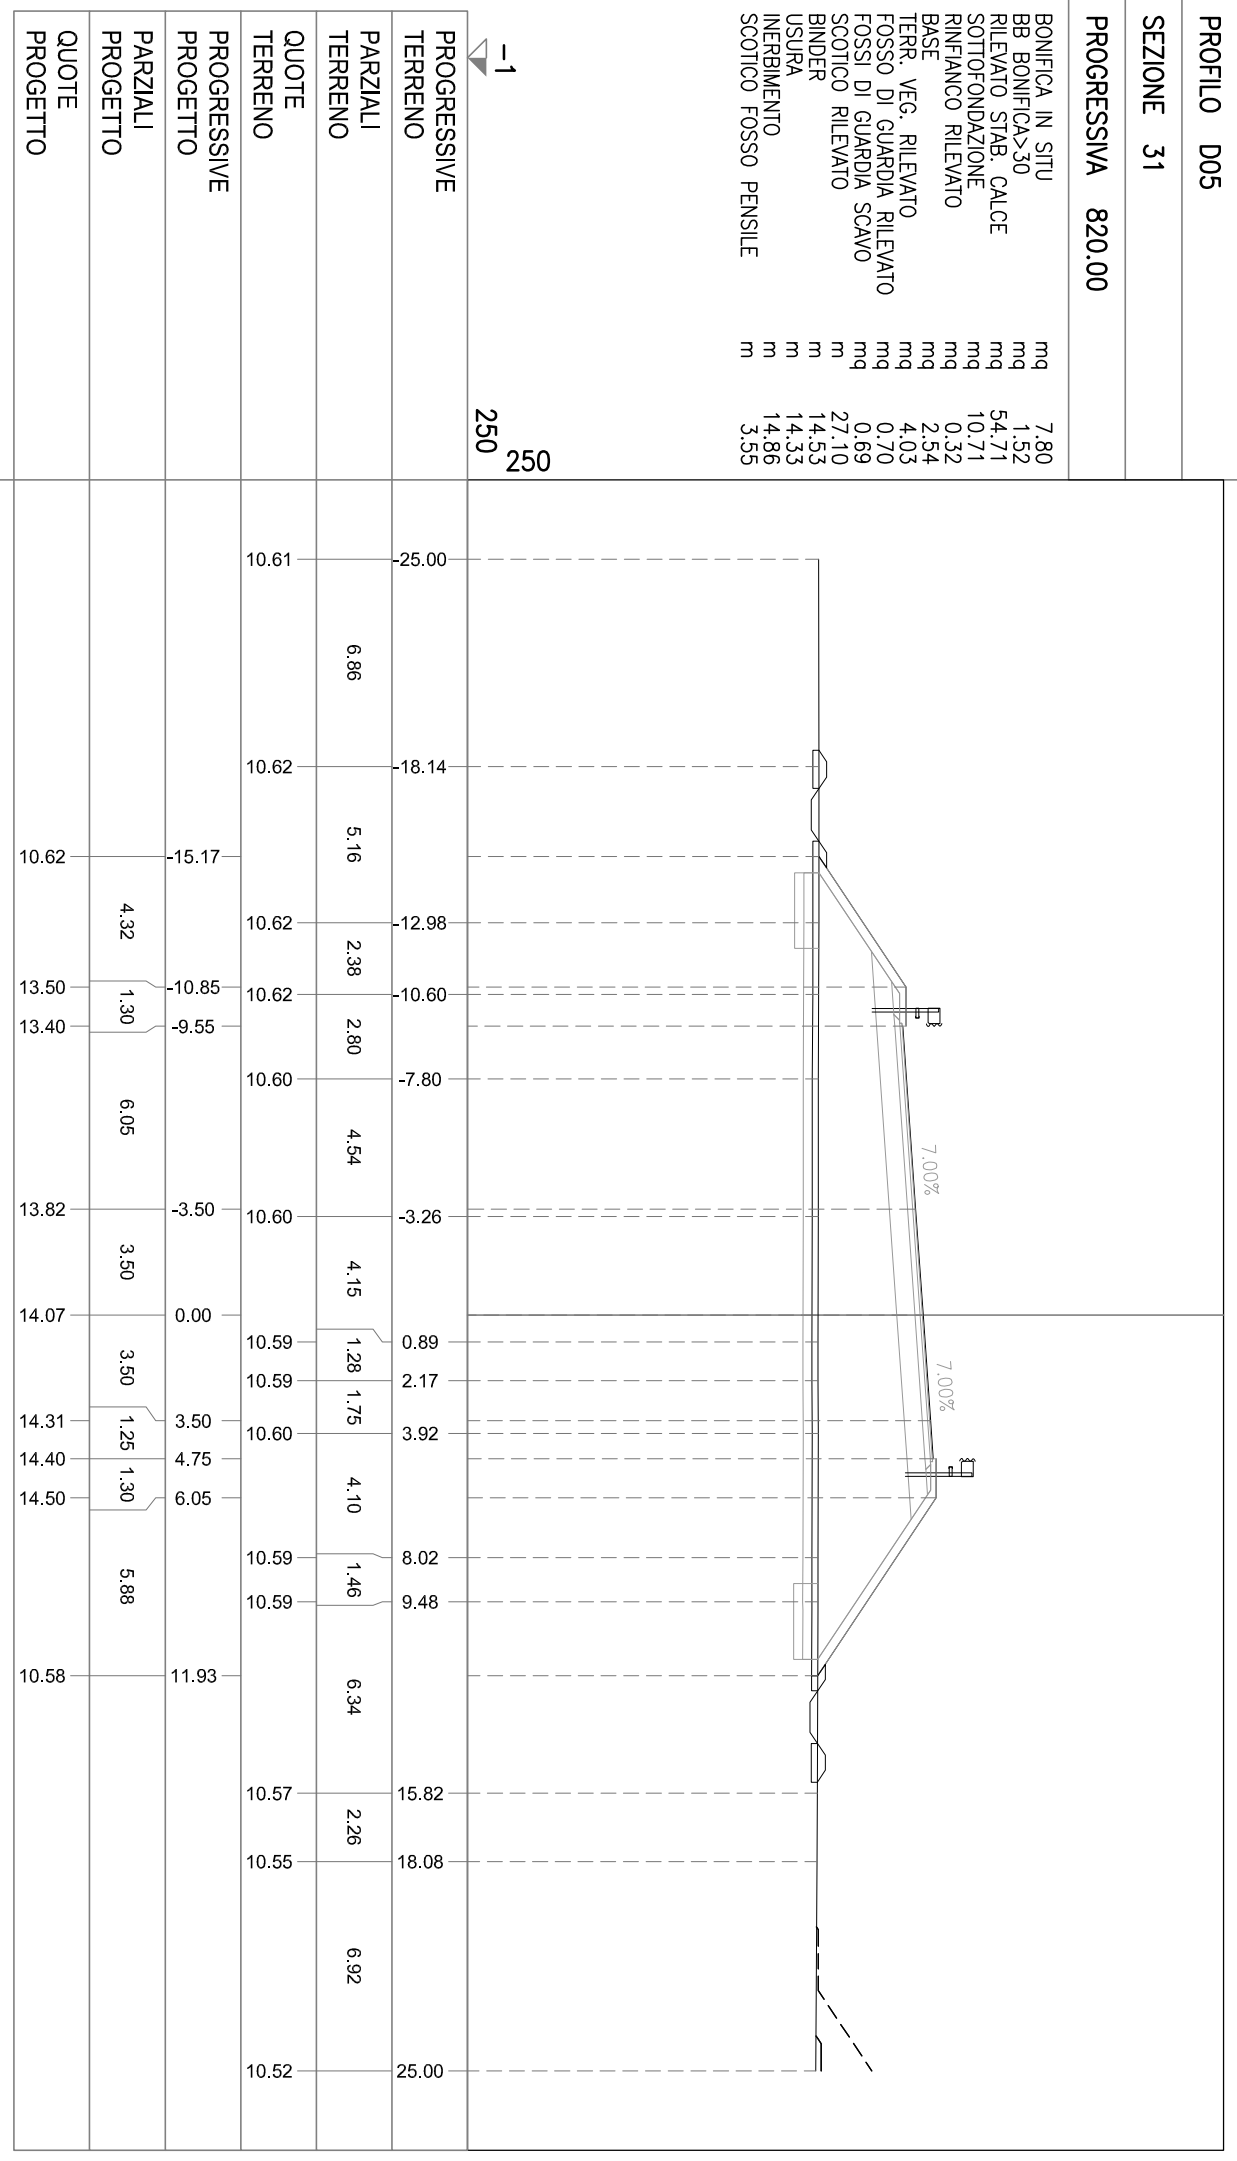 PROFILO D05
SEZIONE 31
PROGRESSIVA 820.00
BONIFICA IN SITU mq 7.80
BB BONIFICA>30 mq 1.52
RILEVATO STAB. CALCE mq 54.71
SOTTOFONDAZIONE mq 10.71
RINFIANCO RILEVATO mq 0.32
BASE mq 2.54
TERR. VEG. RILEVATO mq 4.03
FOSSO DI GUARDIA RILEVATO mq 0.70
FOSSI DI GUARDIA SCAVO mq 0.69
SCOTICO RILEVATO m 27.10
BINDER m 14.53
USURA m 14.33
INERBIMENTO m 14.86
SCOTICO FOSSO PENSILE m 3.55
7.00% 7.00%
250
-1
250
PROGRESSIVE
TERRENO
-25.00 -18.14 -12.98 -10.60 -7.80 -3.26 0.89 2.17 3.92 8.02 9.48 15.82 18.08 25.00
PARZIALI
TERRENO
6.86 5.16 2.38 2.80 4.54 4.15 1.28 1.75 4.10 1.46 6.34 2.26 6.92
QUOTE
TERRENO
10.61 10.62 10.62 10.62 10.60 10.60 10.59 10.59 10.60 10.59 10.59 10.57 10.55 10.52
PROGRESSIVE
PROGETTO
-15.17 -10.85 -9.55 -3.50 0.00 3.50 4.75 6.05 11.93
PARZIALI
PROGETTO
4.32 1.30 6.05 3.50 3.50 1.25 1.30 5.88
QUOTE
PROGETTO
10.62 13.50 13.40 13.82 14.07 14.31 14.40 14.50 10.58